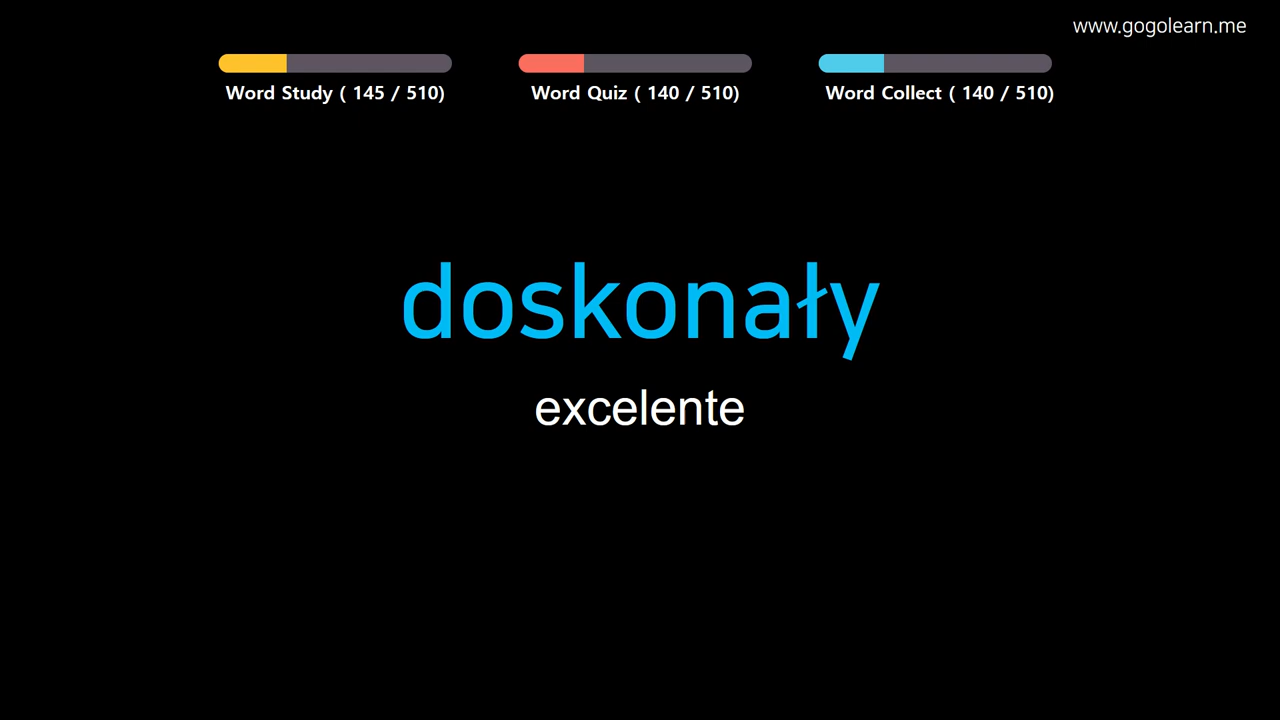 www.gogolearn.me
Word Study ( 145 / 510)
Word Quiz ( 140 / 510)
Word Collect ( 140 / 510)
doskonały
excelente